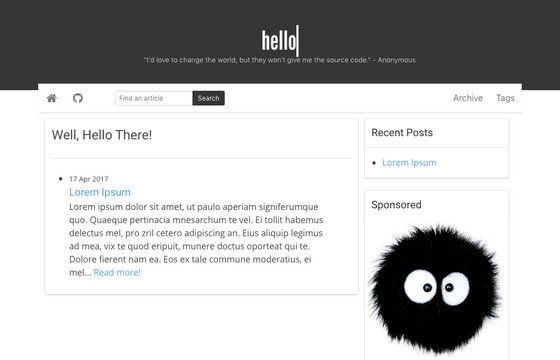 hello
"I'd love to change the world, but they won't give me the source code." - Anonymous
Find an article
Search
Archive
Tags
Well, Hello There!
17 Apr 2017
Lorem Ipsum
Lorem ipsum dolor sit amet, ut paulo aperiam signiferumque
quo. Quaeque pertinacia mnesarchum te vel. Ei tollit habemus
delectus mel, pro zril cetero adipiscing an. Eius aliquip legimus
ad mea, vix te quod eripuit, munere doctus oporteat qui te.
Dolore fierent nam ea. Eos ex tale commune moderatius, ei
mel... Read more!
Recent Posts
Lorem Ipsum
Sponsored